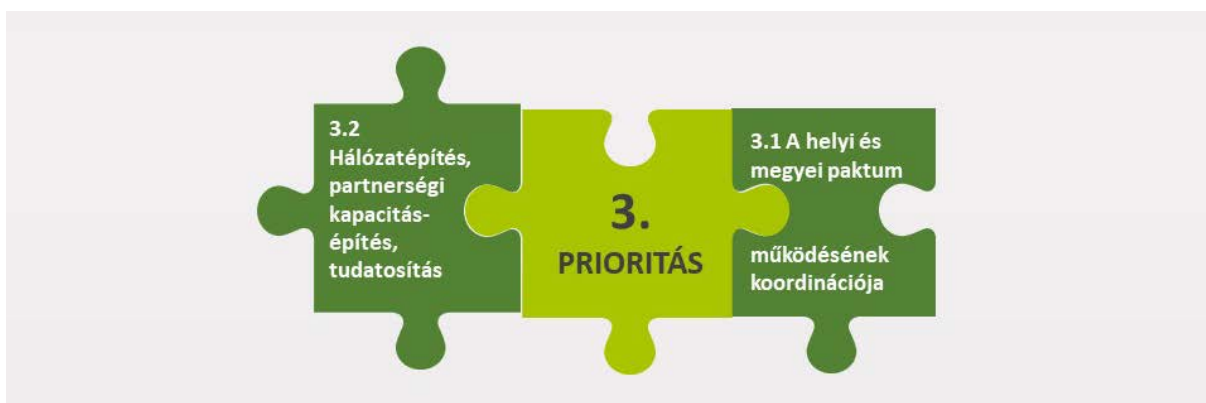 3.2
Hálózatépítés,
partnerségi
kapacitás-
építés,
tudatosítás
3.
PRIORITÁS
3.1 A helyi és
megyei paktum
működésének
koordinációja